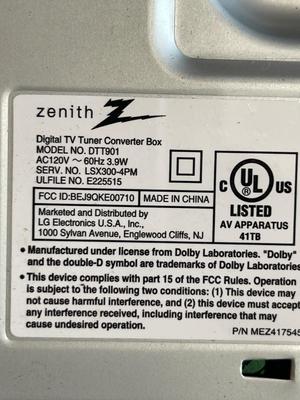 zenith
Digital TV Tuner Converter Box
MODEL NO. DTT901
AC120V ~ 60Hz 3.9W
SERV. NO. LSX300-4PM
ULFILE NO. E225515
FCC ID:BEJ9QKE00710
MADE IN CHINA
Marketed and Distributed by
LG Electronics U.S.A., Inc.,
1000 Sylvan Avenue, Englewood Cliffs, NJ
C UL US
LISTED
AV APPARATUS
41TB
• Manufactured under license from Dolby Laboratories. "Dolby"
and the double-D symbol are trademarks of Dolby Laboratories
• This device complies with part 15 of the FCC Rules. Operation
is subject to the following two conditions: (1) This device may
not cause harmful interference, and (2) this device must accept
any interference received, including interference that may
cause undesired operation.
P/N MEZ417545